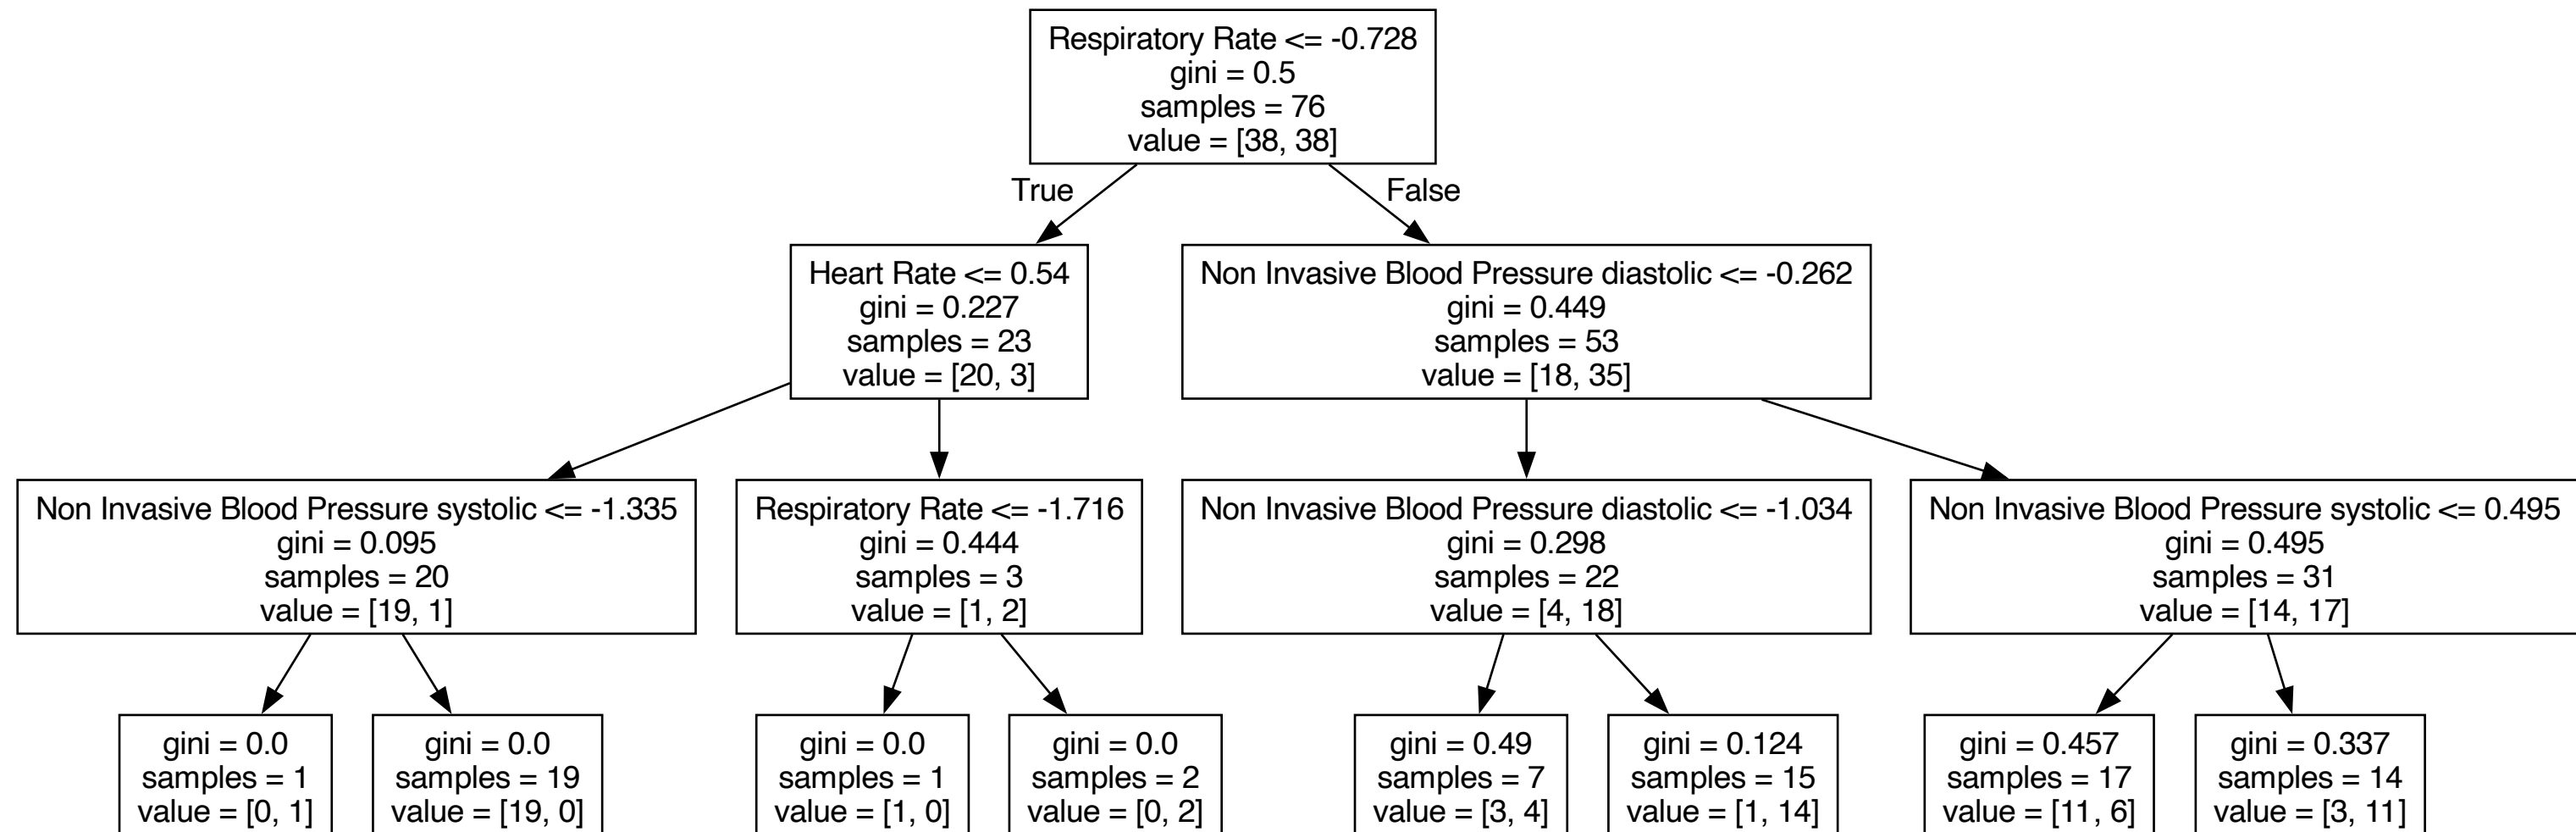 Respiratory Rate <= -0.728
gini = 0.5
samples = 76
value = [38, 38]
True
False
Heart Rate <= 0.54
gini = 0.227
samples = 23
value = [20, 3]
Non Invasive Blood Pressure diastolic <= -0.262
gini = 0.449
samples = 53
value = [18, 35]
Non Invasive Blood Pressure systolic <= -1.335
gini = 0.095
samples = 20
value = [19, 1]
Respiratory Rate <= -1.716
gini = 0.444
samples = 3
value = [1, 2]
Non Invasive Blood Pressure diastolic <= -1.034
gini = 0.298
samples = 22
value = [4, 18]
Non Invasive Blood Pressure systolic <= 0.495
gini = 0.495
samples = 31
value = [14, 17]
gini = 0.0
samples = 1
value = [0, 1]
gini = 0.0
samples = 19
value = [19, 0]
gini = 0.0
samples = 1
value = [1, 0]
gini = 0.0
samples = 2
value = [0, 2]
gini = 0.49
samples = 7
value = [3, 4]
gini = 0.124
samples = 15
value = [1, 14]
gini = 0.457
samples = 17
value = [11, 6]
gini = 0.337
samples = 14
value = [3, 11]